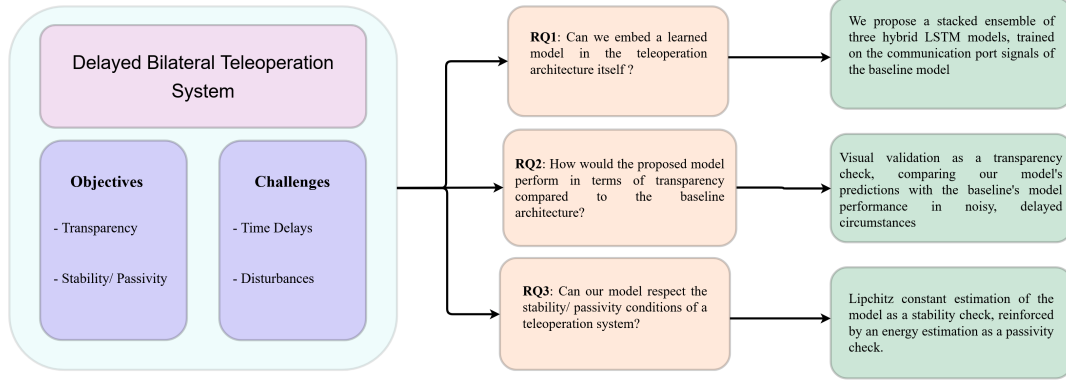 Delayed Bilateral Teleoperation
System
Objectives
- Transparency
- Stability/ Passivity
Challenges
- Time Delays
- Disturbances
RQ1: Can we embed a learned
model in the teleoperation
architecture itself ?
We propose a stacked ensemble of
three hybrid LSTM models, trained
on the communication port signals of
the baseline model
RQ2: How would the proposed model
perform in terms of transparency
compared to the baseline
architecture?
Visual validation as a transparency
check, comparing our model's
predictions with the baseline's model
performance in noisy, delayed
circumstances
RQ3: Can our model respect the
stability/ passivity conditions of a
teleoperation system?
Lipchitz constant estimation of the
model as a stability check, reinforced
by an energy estimation as a passivity
check.